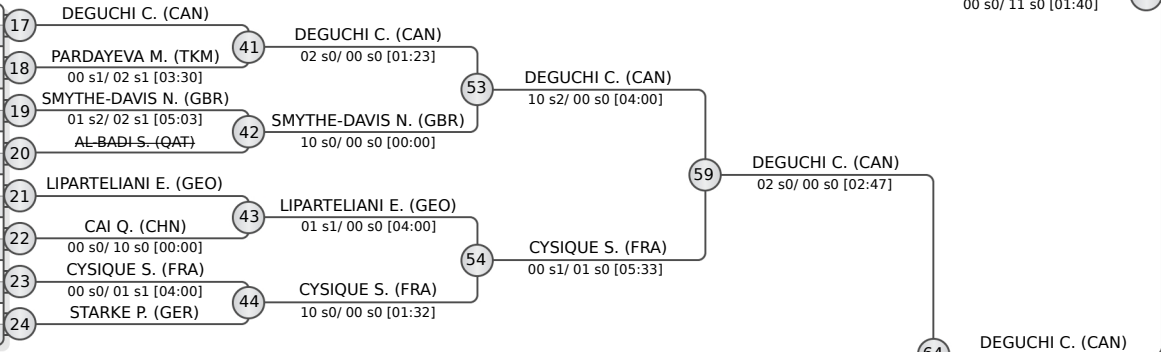 00 s0/ 11 s0 [01:40]
17
DEGUCHI C. (CAN)
41
DEGUCHI C. (CAN)
02 s0/ 00 s0 [01:23]
18
PARDAYEVA M. (TKM)
00 s1/ 02 s1 [03:30]
53
DEGUCHI C. (CAN)
10 s2/ 00 s0 [04:00]
19
SMYTHE-DAVIS N. (GBR)
01 s2/ 02 s1 [05:03]
42
SMYTHE-DAVIS N. (GBR)
10 s0/ 00 s0 [00:00]
20
AL-BADI S. (QAT)
59
DEGUCHI C. (CAN)
02 s0/ 00 s0 [02:47]
21
LIPARTELIANI E. (GEO)
43
LIPARTELIANI E. (GEO)
01 s1/ 00 s0 [04:00]
22
CAI Q. (CHN)
00 s0/ 10 s0 [00:00]
54
CYSIQUE S. (FRA)
00 s1/ 01 s0 [05:33]
23
CYSIQUE S. (FRA)
00 s0/ 01 s1 [04:00]
44
CYSIQUE S. (FRA)
10 s0/ 00 s0 [01:32]
24
STARKE P. (GER)
64
DEGUCHI C. (CAN)